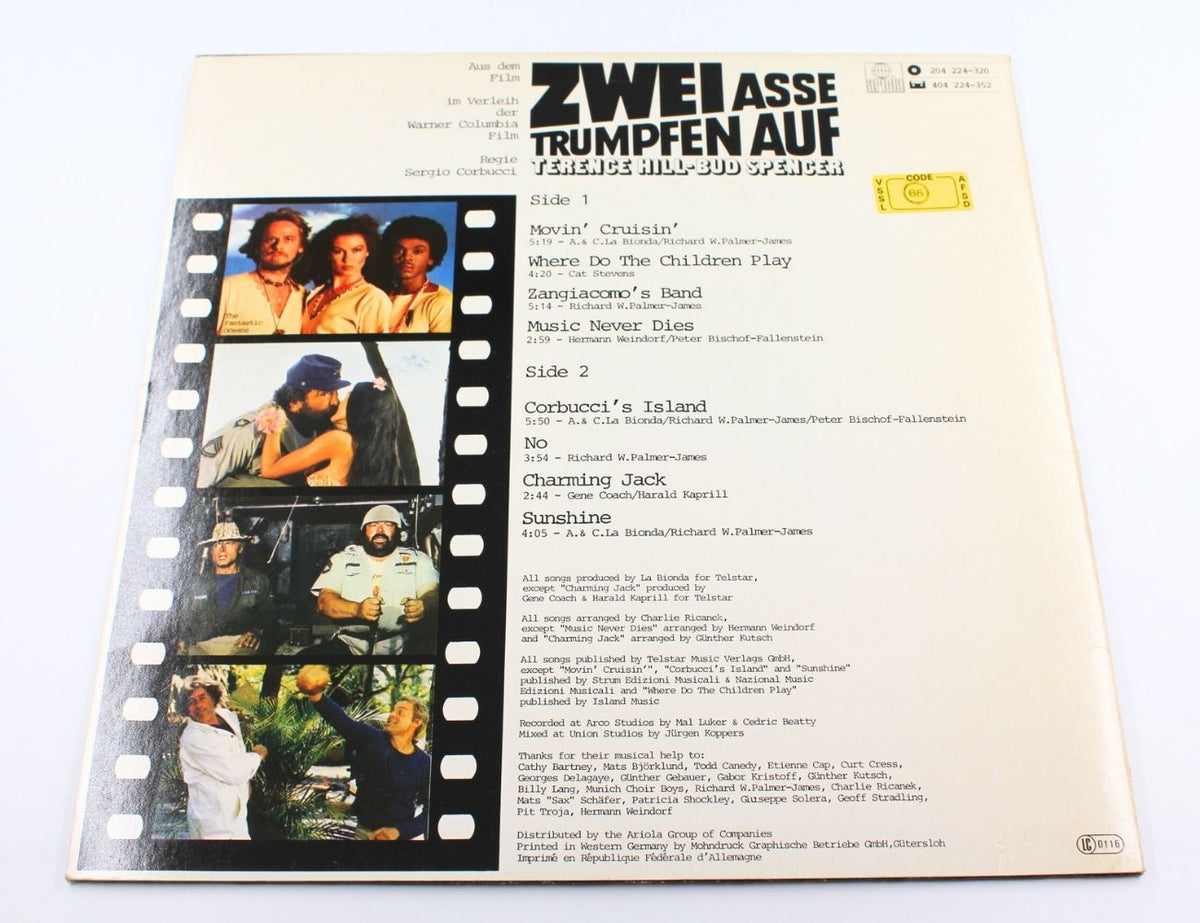 Aus dem
Film
im Verleih
der
Warner Columbia
Film
Regie
Sergio Corbucci
ZWEI ASSE
TRUMPFEN AUF
TERENCE HILL-BUD SPENCER
ARIOLA
204 224-320
404 224-352
VSSL
CODE
66
AFSD
Side 1
Movin' Cruisin'
5:19 - A.& C.La Bionda/Richard W.Palmer-James
Where Do The Children Play
4:20 - Cat Stevens
Zangiacomo's Band
5:14 - Richard W.Palmer-James
Music Never Dies
2:59 - Hermann Weindorf/Peter Bischof-Fallenstein
Side 2
Corbucci's Island
5:50 - A.& C.La Bionda/Richard W.Palmer-James/Peter Bischof-Fallenstein
No
3:54 - Richard W.Palmer-James
Charming Jack
2:44 - Gene Coach/Harald Kaprill
Sunshine
4:05 - A.& C.La Bionda/Richard W.Palmer-James
The
Fantastic
Oceans
All songs produced by La Bionda for Telstar,
except "Charming Jack" produced by
Gene Coach & Harald Kaprill for Telstar
All songs arranged by Charlie Ricanek,
except "Music Never Dies" arranged by Hermann Weindorf
and "Charming Jack" arranged by Günther Kutsch
All songs published by Telstar Music Verlags GmbH,
except "Movin' Cruisin'", "Corbucci's Island" and "Sunshine"
published by Strum Edizioni Musicali & Nazional Music
Edizioni Musicali and "Where Do The Children Play"
published by Island Music
Recorded at Arco Studios by Mal Luker & Cedric Beatty
Mixed at Union Studios by Jürgen Koppers
Thanks for their musical help to:
Cathy Bartney, Mats Björklund, Todd Canedy, Etienne Cap, Curt Cress,
Georges Delagaye, Günther Gebauer, Gabor Kristoff, Günther Kutsch,
Billy Lang, Munich Choir Boys, Richard W.Palmer-James, Charlie Ricanek,
Mats "Sax" Schäfer, Patricia Shockley, Giuseppe Solera, Geoff Stradling,
Pit Troja, Hermann Weindorf
Distributed by the Ariola Group of Companies
Printed in Western Germany by Mohndruck Graphische Betriebe GmbH,Gütersloh
Imprimé en République Fédérale d'Allemagne
LC 0116